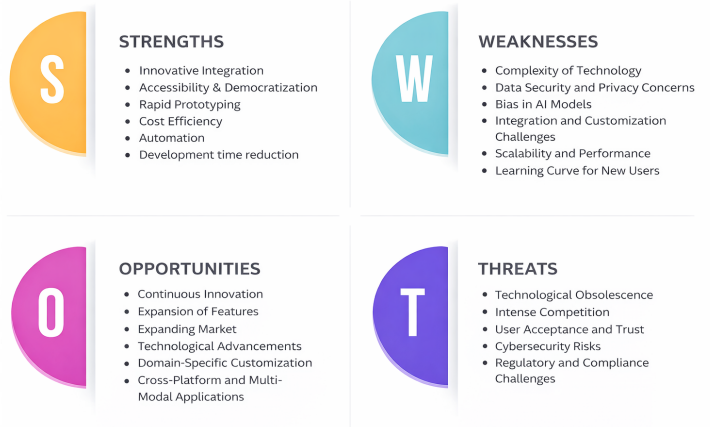 S
STRENGTHS
• Innovative Integration
• Accessibility & Democratization
• Rapid Prototyping
• Cost Efficiency
• Automation
• Development time reduction
W
WEAKNESSES
• Complexity of Technology
• Data Security and Privacy Concerns
• Bias in AI Models
• Integration and Customization
Challenges
• Scalability and Performance
• Learning Curve for New Users
O
OPPORTUNITIES
• Continuous Innovation
• Expansion of Features
• Expanding Market
• Technological Advancements
• Domain-Specific Customization
• Cross-Platform and Multi-
Modal Applications
T
THREATS
• Technological Obsolescence
• Intense Competition
• User Acceptance and Trust
• Cybersecurity Risks
• Regulatory and Compliance
Challenges